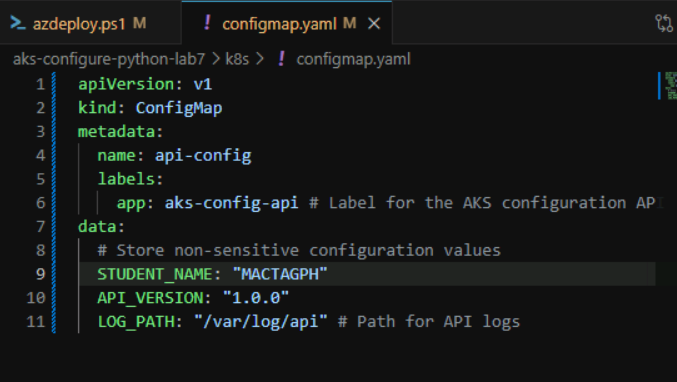 azdeploy.ps1 M
configmap.yaml M
aks-configure-python-lab7 > k8s > ! configmap.yaml
1 apiVersion: v1
2 kind: ConfigMap
3 metadata:
4 name: api-config
5 labels:
6 app: aks-config-api # Label for the AKS configuration API
7 data:
8 # Store non-sensitive configuration values
9 STUDENT_NAME: "MACTAGPH"
10 API_VERSION: "1.0.0"
11 LOG_PATH: "/var/log/api" # Path for API logs